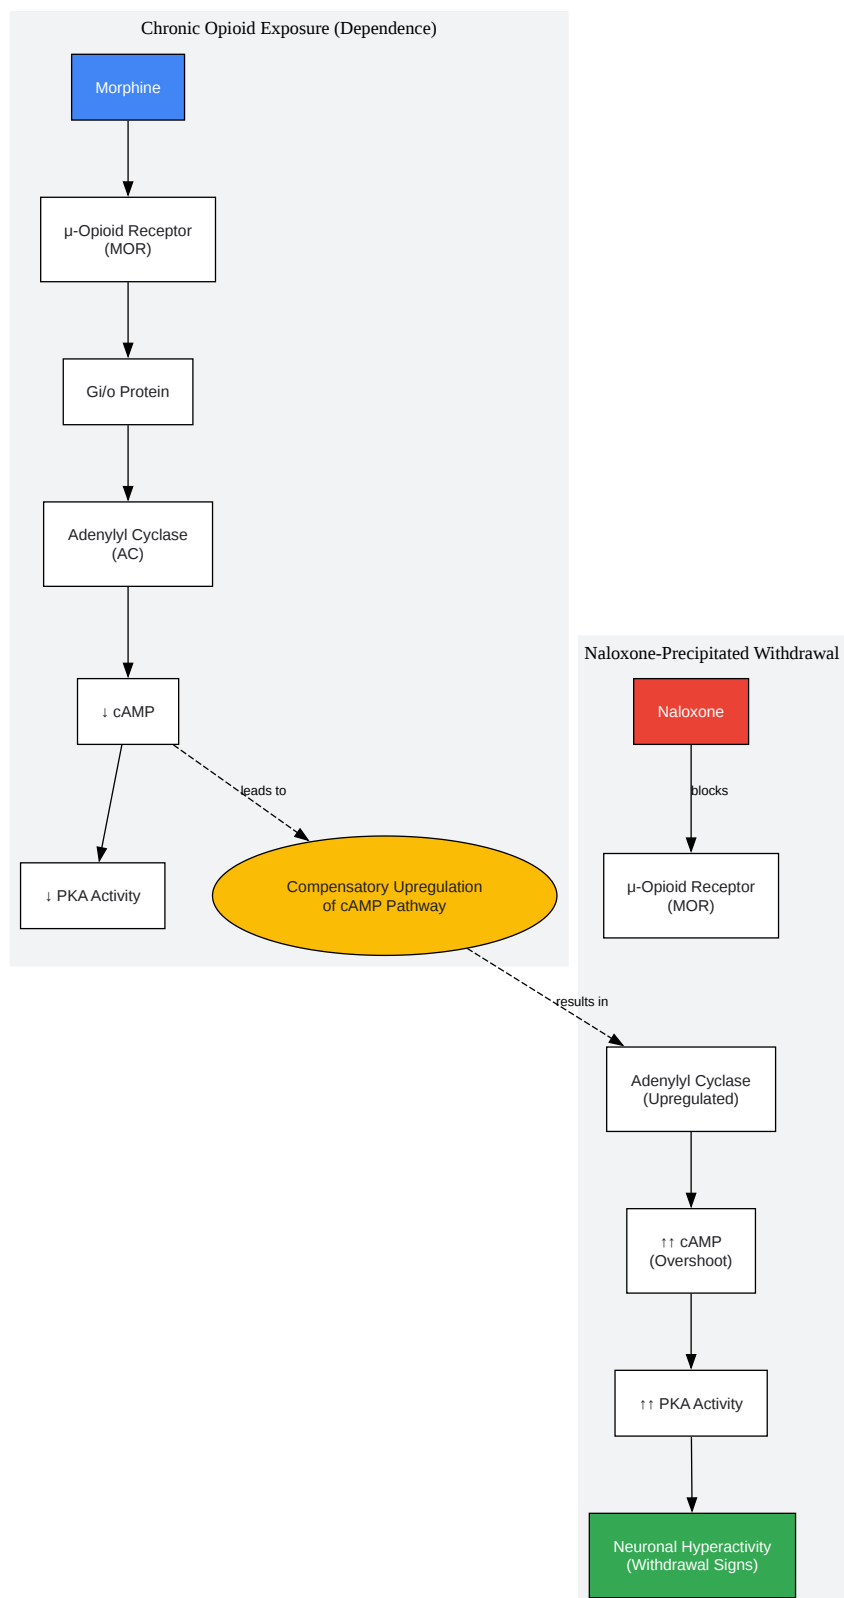 Chronic Opioid Exposure (Dependence)
Morphine
μ-Opioid Receptor
(MOR)
Gi/o Protein
Adenylyl Cyclase
(AC)
↓ cAMP
leads to
↓ PKA Activity
Compensatory Upregulation
of cAMP Pathway
Naloxone-Precipitated Withdrawal
Naloxone
blocks
μ-Opioid Receptor
(MOR)
results in
Adenylyl Cyclase
(Upregulated)
↑↑ cAMP
(Overshoot)
↑↑ PKA Activity
Neuronal Hyperactivity
(Withdrawal Signs)